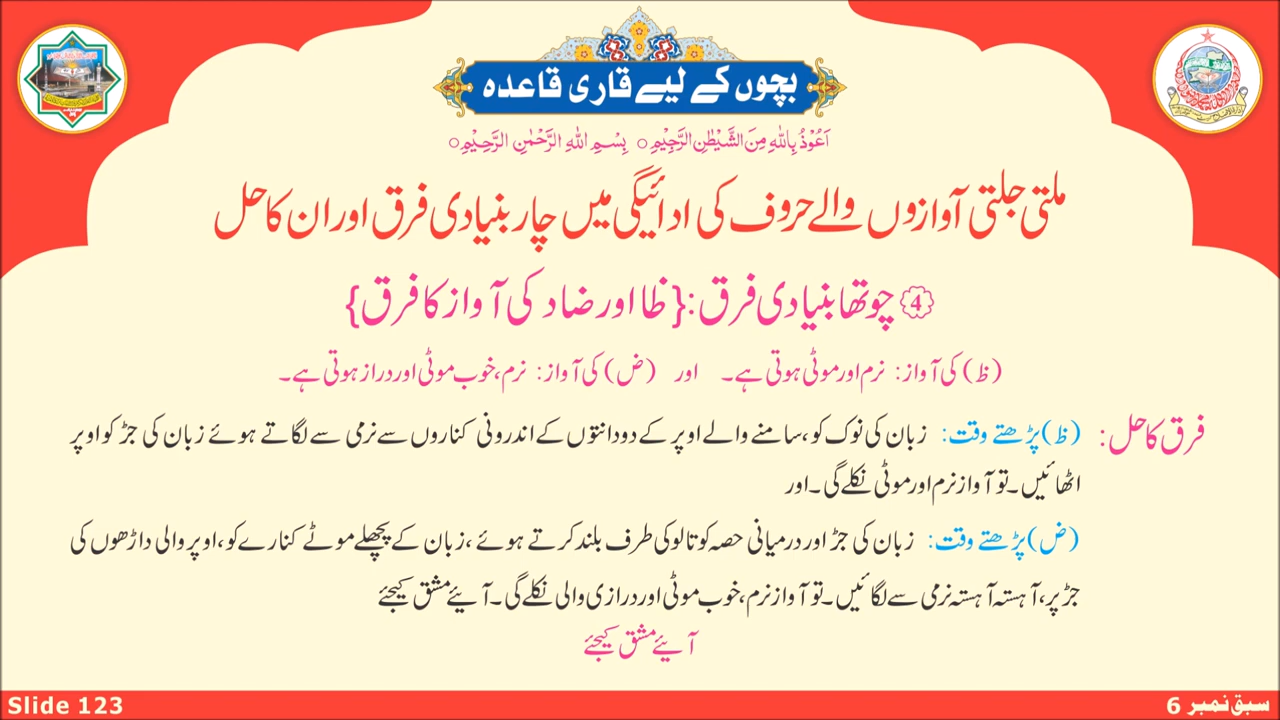 بچوں کے لیے قاری قاعدہ
اَعُوْذُ بِاللّٰهِ مِنَ الشَّیْطٰنِ الرَّجِیْمِ ○ بِسْمِ اللّٰهِ الرَّحْمٰنِ الرَّحِیْمِ ○
ملتی جلتی آوازوں والے حروف کی ادائیگی میں چار بنیادی فرق اور ان کا حل
4 چوتھا بنیادی فرق: {ظا اور ضاد کی آواز کا فرق}
(ظ) کی آواز: نرم اور موٹی ہوتی ہے۔ اور (ض) کی آواز: نرم، خوب موٹی اور دراز ہوتی ہے۔
فرق کا حل: (ظ) پڑھتے وقت: زبان کی نوک کو، سامنے والے اوپر کے دو دانتوں کے اندرونی کناروں سے نرمی سے لگاتے ہوئے زبان کی جڑ کو اوپر
اٹھائیں۔ تو آواز نرم اور موٹی نکلے گی۔ اور
(ض) پڑھتے وقت: زبان کی جڑ اور درمیانی حصہ کو تالو کی طرف بلند کرتے ہوئے، زبان کے پچھلے موٹے کنارے کو، اوپر والی داڑھوں کی
جڑ پر، آہستہ آہستہ نرمی سے لگائیں۔ تو آواز نرم، خوب موٹی اور درازی والی نکلے گی۔ آیئے مشق کیجئے
آیئے مشق کیجئے
Slide 123
سبق نمبر 6